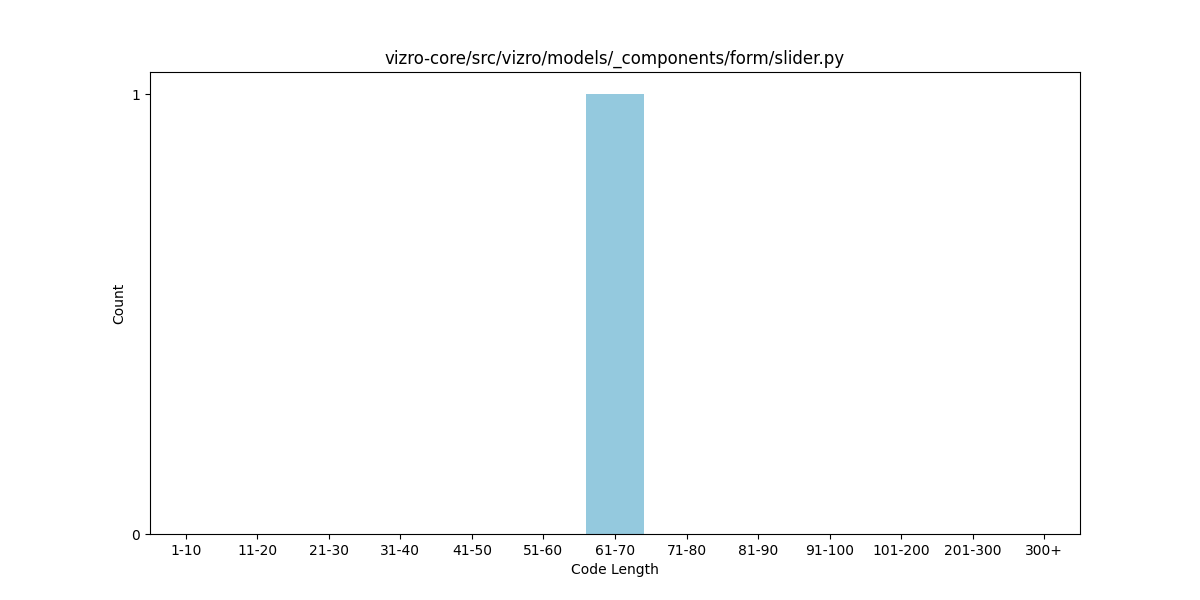 vizro-core/src/vizro/models/_components/form/slider.py
1
0
Count
1-10 11-20 21-30 31-40 41-50 51-60 61-70 71-80 81-90 91-100 101-200 201-300 300+
Code Length